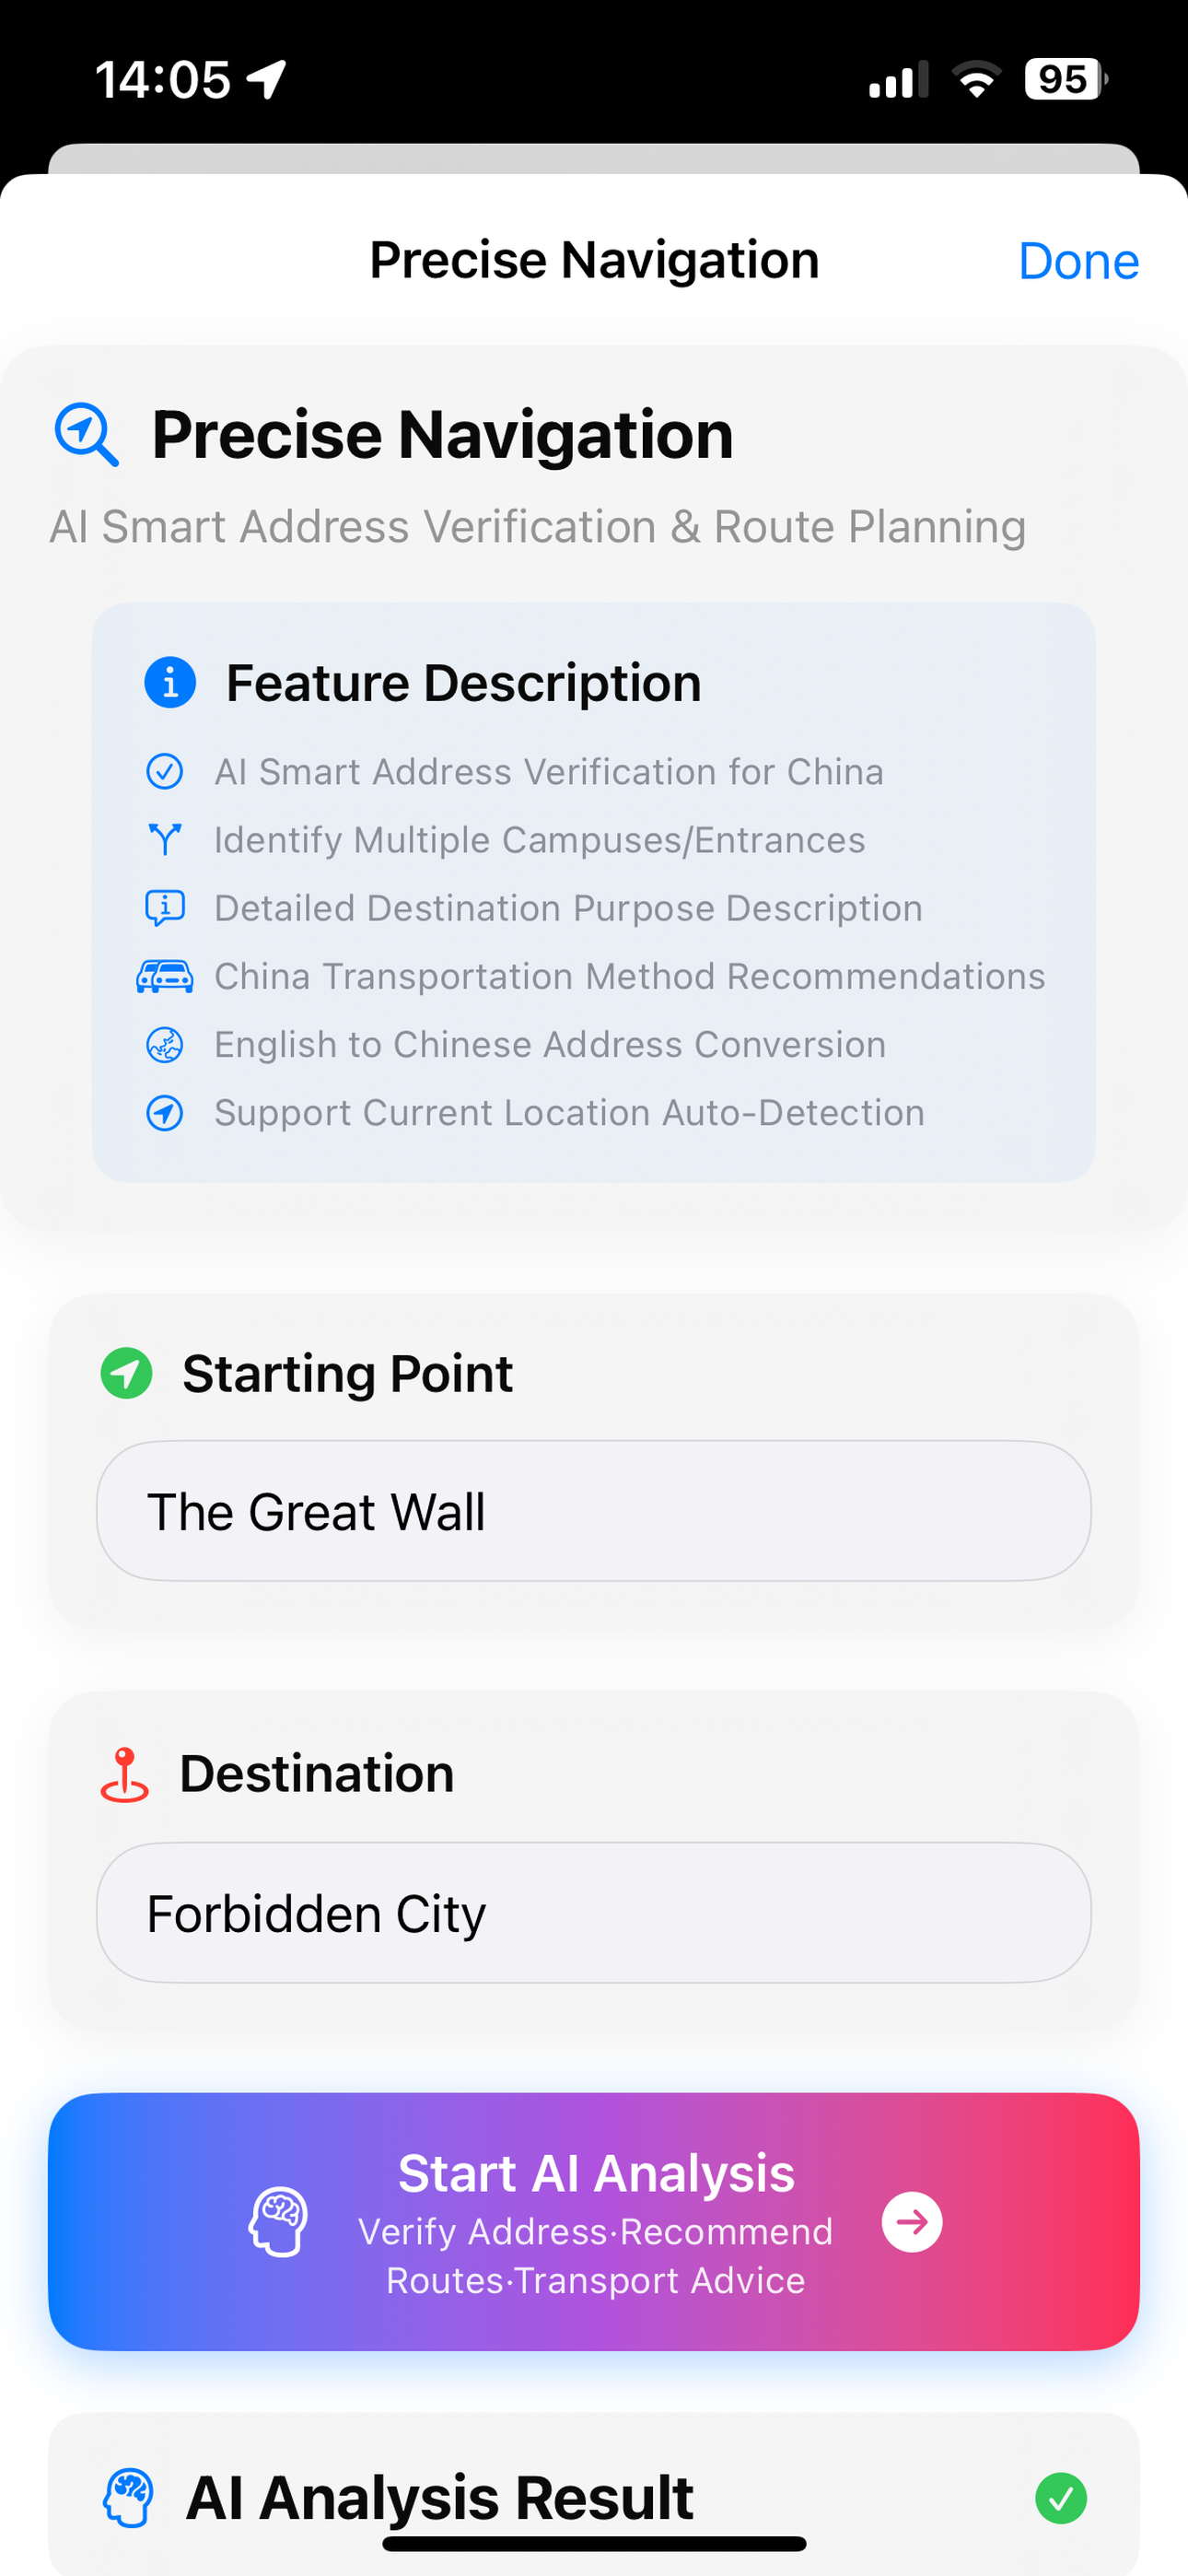 14:05
95
Precise Navigation
Done
Precise Navigation
AI Smart Address Verification & Route Planning
Feature Description
AI Smart Address Verification for China
Identify Multiple Campuses/Entrances
Detailed Destination Purpose Description
China Transportation Method Recommendations
English to Chinese Address Conversion
Support Current Location Auto-Detection
Starting Point
The Great Wall
Destination
Forbidden City
Start AI Analysis
Verify Address·Recommend
Routes·Transport Advice
AI Analysis Result